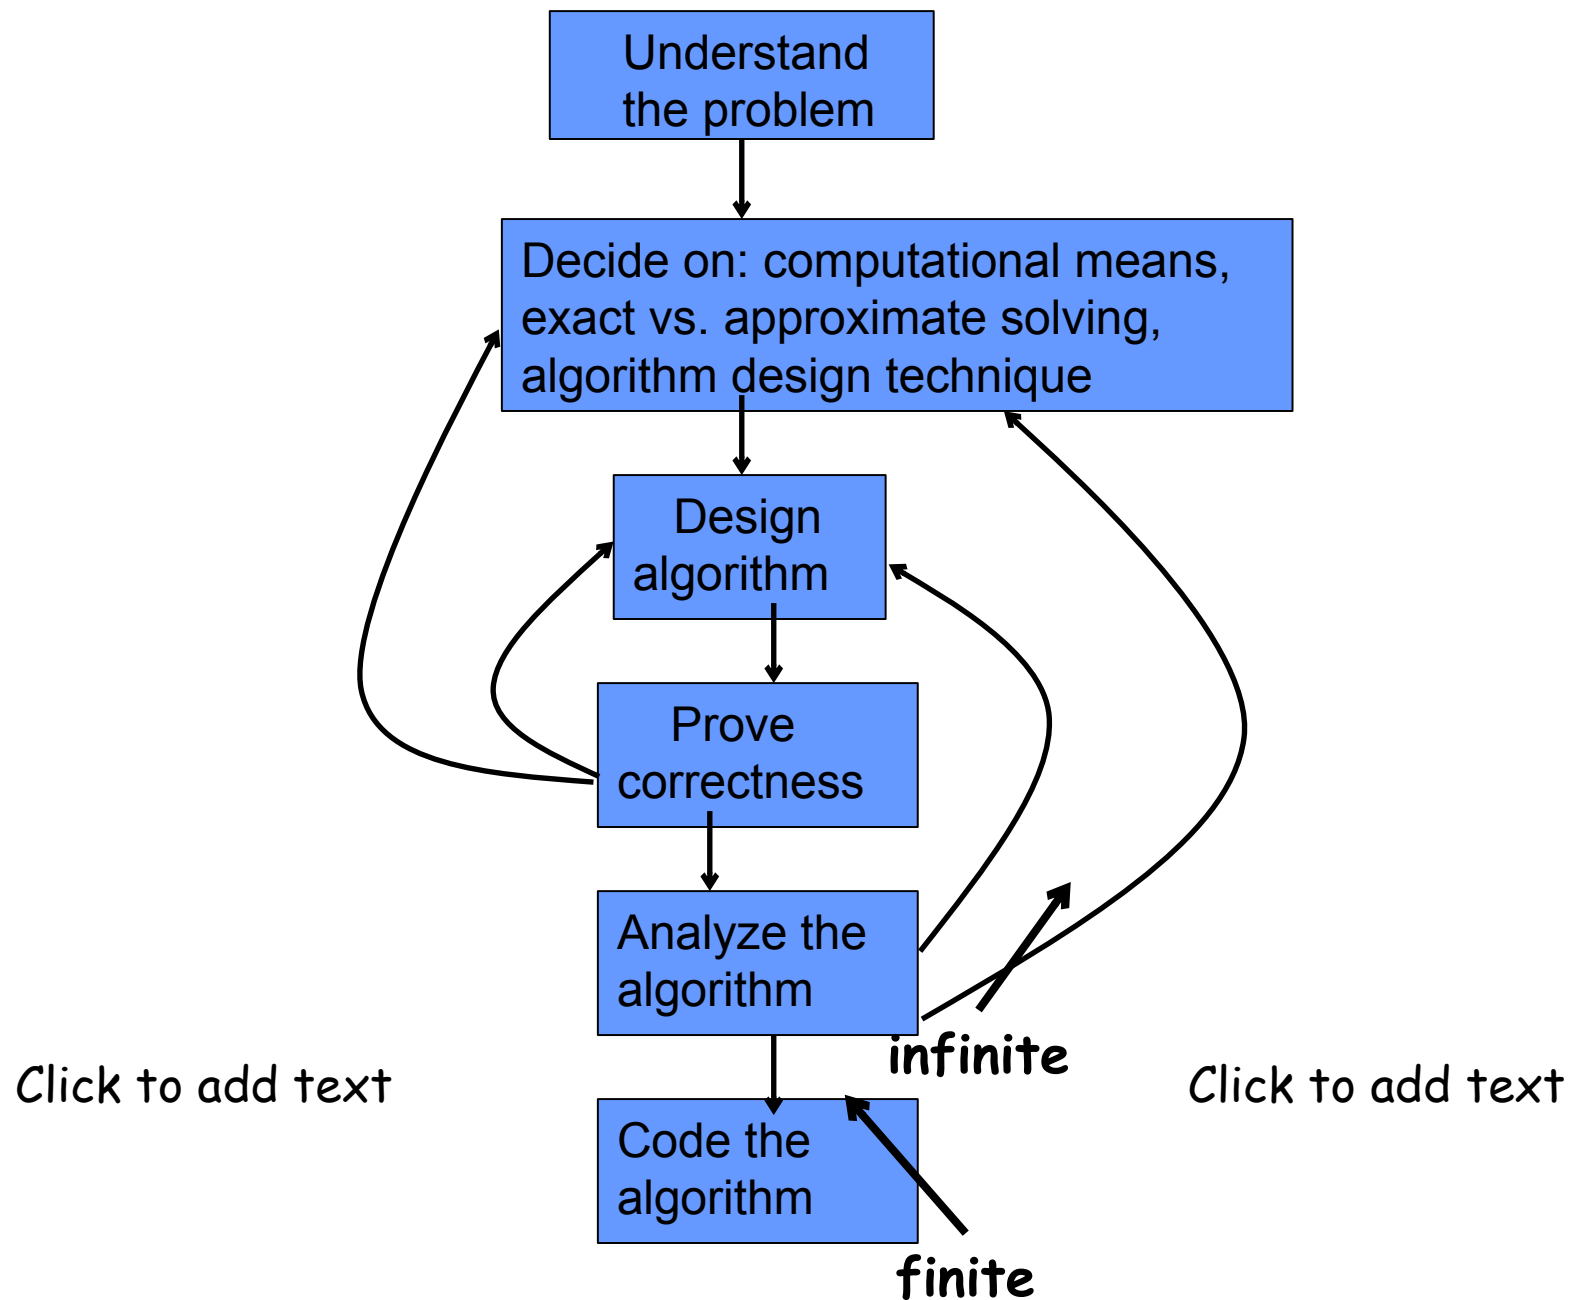 Understand
the problem
Decide on: computational means,
exact vs. approximate solving,
algorithm design technique
Design
algorithm
Prove
correctness
Analyze the
algorithm
infinite
Click to add text
Click to add text
Code the
algorithm
finite